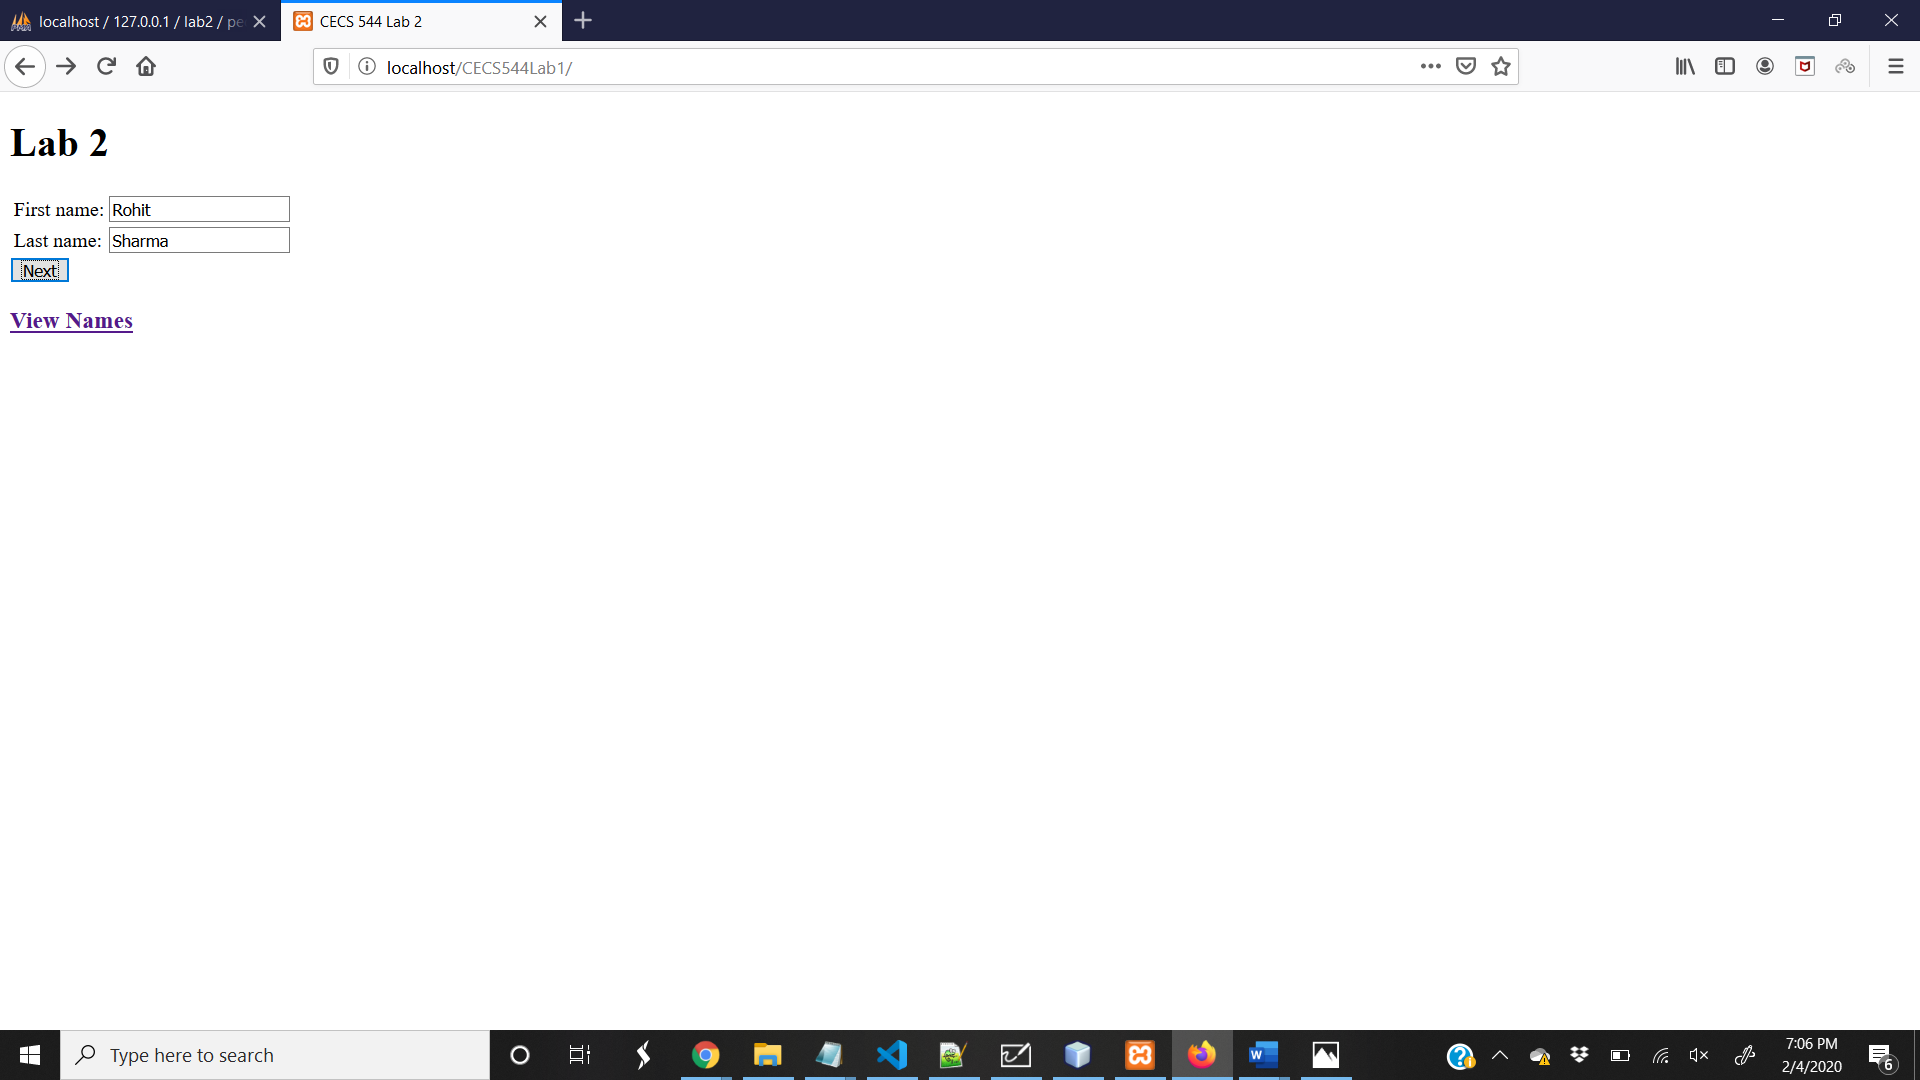 localhost / 127.0.0.1 / lab2 / pe
CECS 544 Lab 2
localhost/CECS544Lab1/
Lab 2
First name: Rohit
Last name: Sharma
Next
View Names
Type here to search
7:06 PM
2/4/2020
6